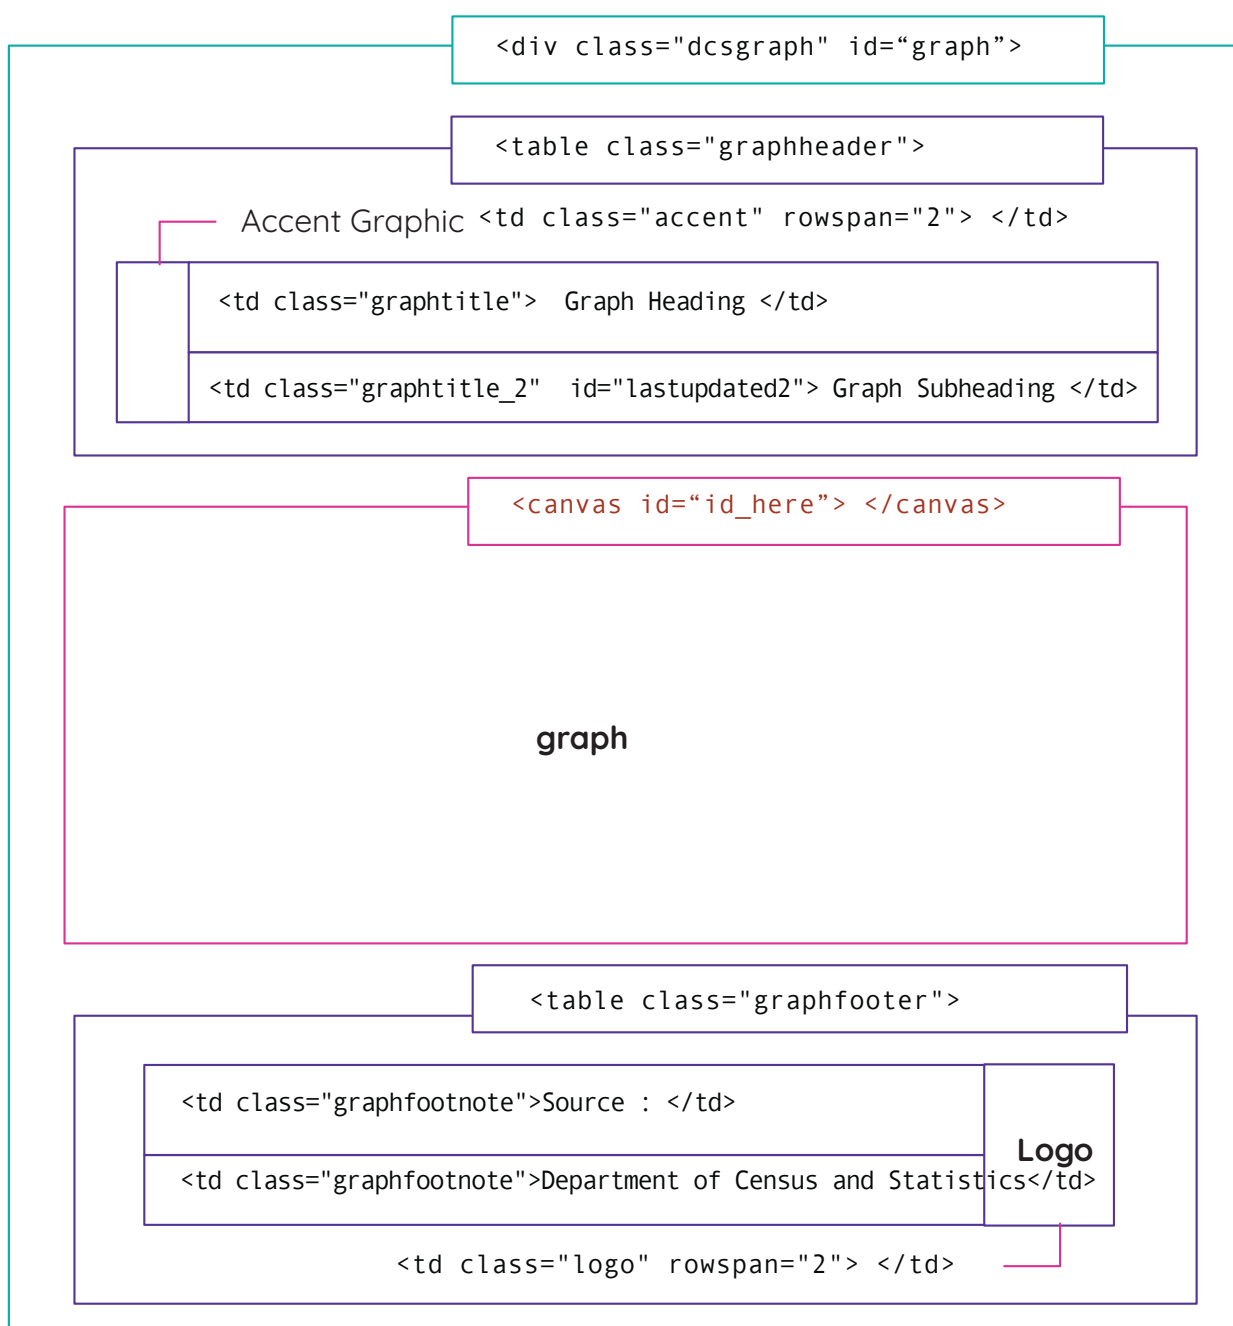 <div class="dcsgraph" id=“graph”>
<table class="graphheader">
Accent Graphic <td class="accent" rowspan="2"> </td>
<td class="graphtitle">  Graph Heading </td>
<td class="graphtitle_2"  id="lastupdated2"> Graph Subheading </td>
<canvas id=“id_here”> </canvas>
graph
<table class="graphfooter">
<td class="graphfootnote">Source : </td>
Logo
<td class="graphfootnote">Department of Census and Statistics</td>
<td class="logo" rowspan="2"> </td>